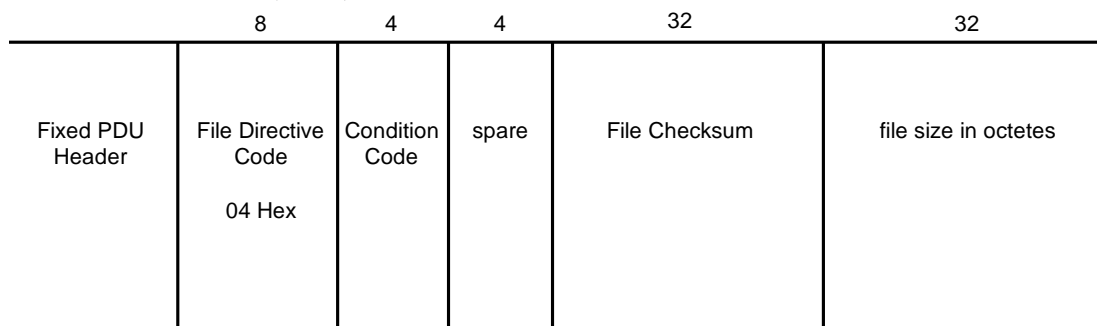 8 4 4 32 32
Fixed PDU File Directive Condition spare File Checksum file size in octetes
Header Code Code
04 Hex